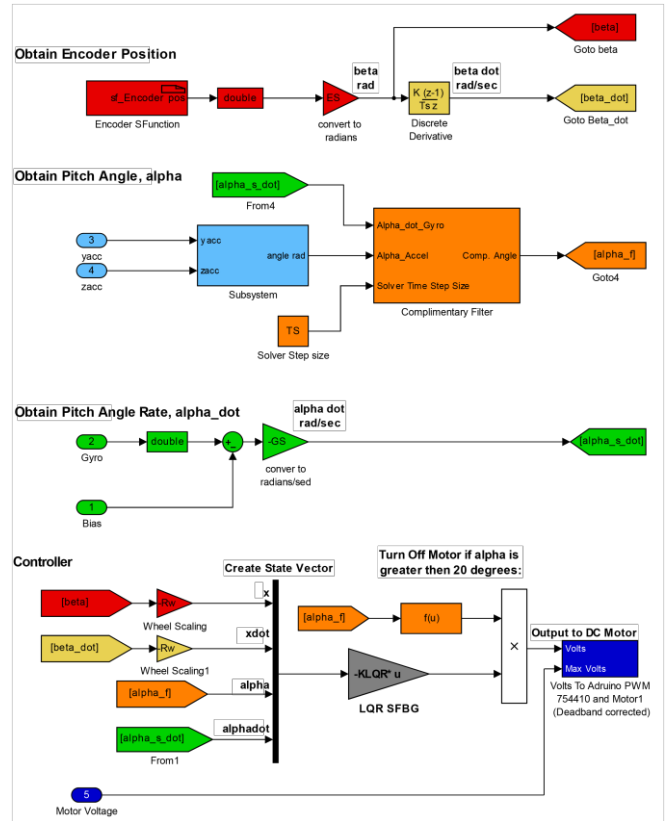 Obtain Encoder Position
[beta]
Goto beta
beta
rad
beta dot
rad/sec
sf_Encoder pos
double
ES
K (z-1)
Ts z
[beta_dot]
Encoder SFunction
convert to
radians
Discrete
Derivative
Goto Beta_dot
Obtain Pitch Angle, alpha
[alpha_s_dot]
From4
3
yacc
4
zacc
yacc
zacc
angle rad
Subsystem
Alpha_dot_Gyro
Alpha_Accel
Comp. Angle
Solver Time Step Size
Complimentary Filter
[alpha_f]
Goto4
TS
Solver Step size
Obtain Pitch Angle Rate, alpha_dot
alpha dot
rad/sec
2
Gyro
double
+
-
-GS
conver to
radians/sed
[alpha_s_dot]
1
Bias
Controller
Create State Vector
Turn Off Motor if alpha is
greater then 20 degrees:
[beta]
-Rw
Wheel Scaling
x
[alpha_f]
f(u)
[beta_dot]
-Rw
Wheel Scaling1
xdot
×
Output to DC Motor
Volts
Max Volts
[alpha_f]
alpha
-KLQR* u
LQR SFBG
Volts To Adruino PWM
754410 and Motor1
(Deadband corrected)
[alpha_s_dot]
From1
alphadot
5
Motor Voltage